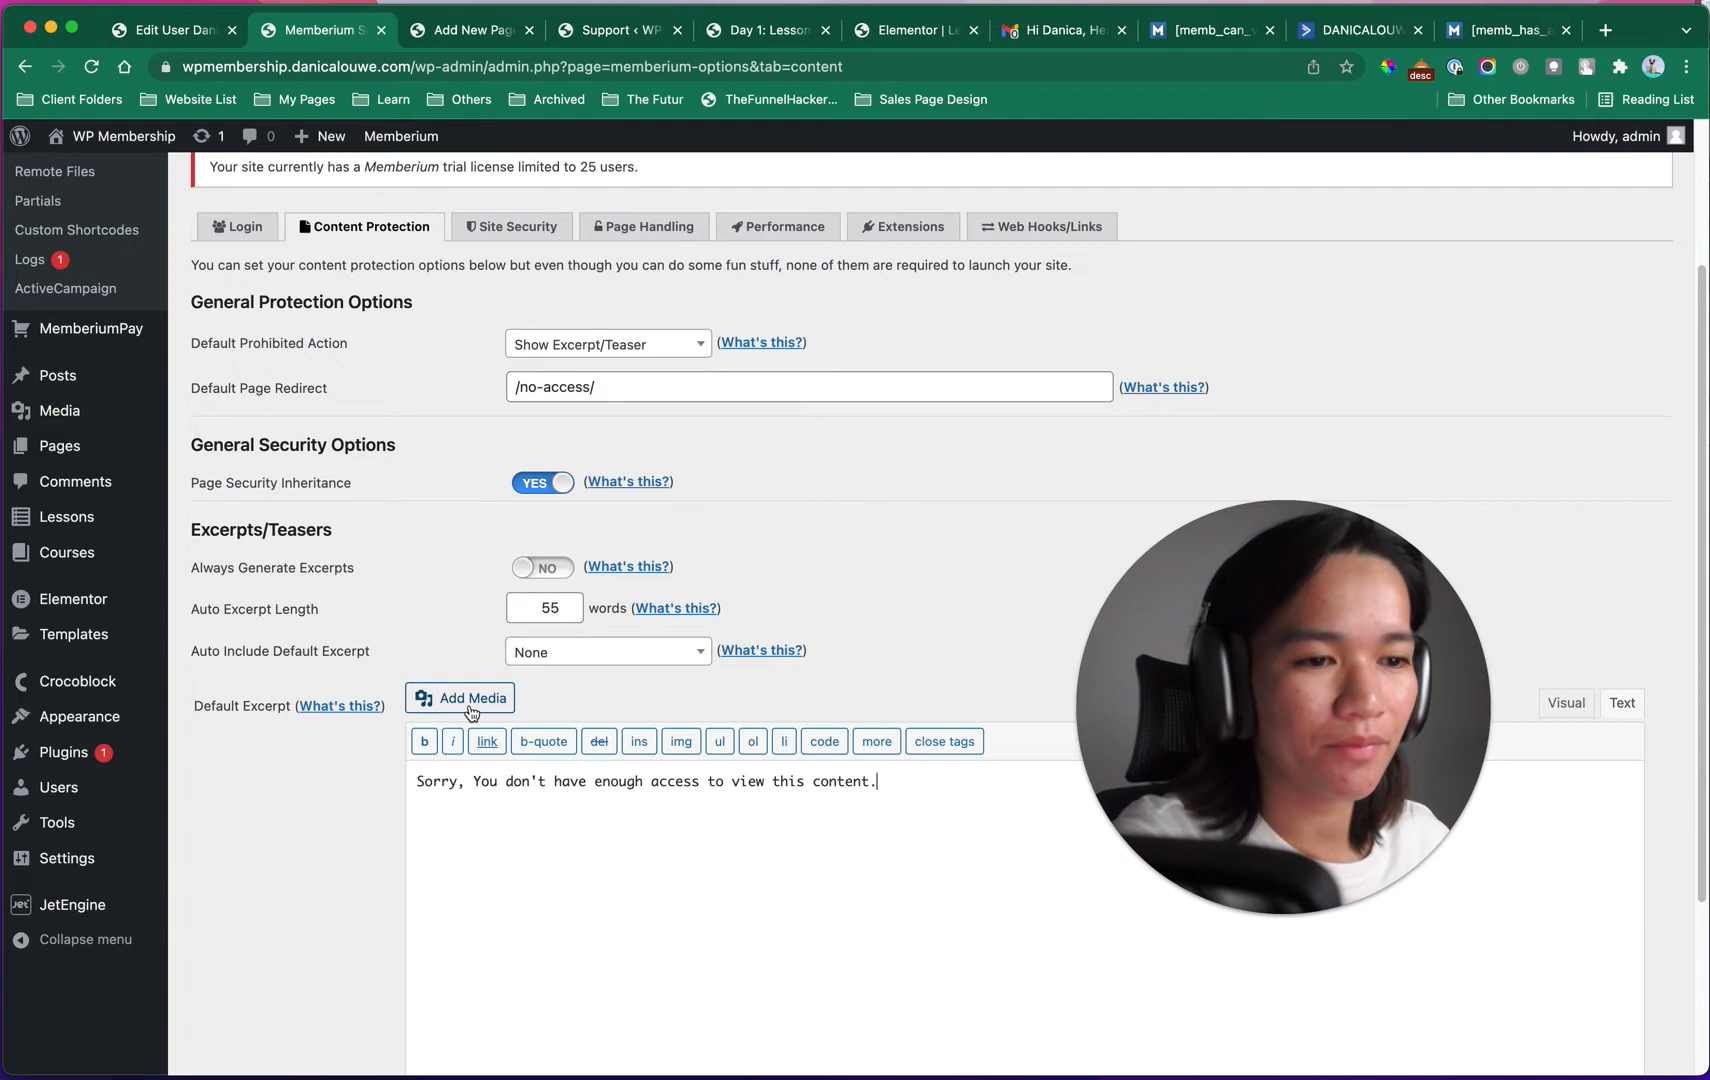 Edit User Dan
Memberium S
Add New Pag
Support ‹ WP
Day 1: Lesson
Elementor | Le
Hi Danica, He
[memb_can_v
DANICALOUW
[memb_has_a
wpmembership.danicalouwe.com/wp-admin/admin.php?page=memberium-options&tab=content
desc
Client Folders
Website List
My Pages
Learn
Others
Archived
The Futur
TheFunnelHacker...
Sales Page Design
Other Bookmarks
Reading List
WP Membership
1
0
New
Memberium
Howdy, admin
Remote Files
Partials
Custom Shortcodes
Logs 1
ActiveCampaign
MemberiumPay
Posts
Media
Pages
Comments
Lessons
Courses
Elementor
Templates
Crocoblock
Appearance
Plugins 1
Users
Tools
Settings
JetEngine
Collapse menu
Your site currently has a Memberium trial license limited to 25 users.
Login
Content Protection
Site Security
Page Handling
Performance
Extensions
Web Hooks/Links
You can set your content protection options below but even though you can do some fun stuff, none of them are required to launch your site.
General Protection Options
Default Prohibited Action
Show Excerpt/Teaser
(What's this?)
Default Page Redirect
/no-access/
(What's this?)
General Security Options
Page Security Inheritance
YES
(What's this?)
Excerpts/Teasers
Always Generate Excerpts
NO
(What's this?)
Auto Excerpt Length
55
words (What's this?)
Auto Include Default Excerpt
None
(What's this?)
Default Excerpt (What's this?)
Add Media
Visual
Text
b
i
link
b-quote
del
ins
img
ul
ol
li
code
more
close tags
Sorry, You don't have enough access to view this content.